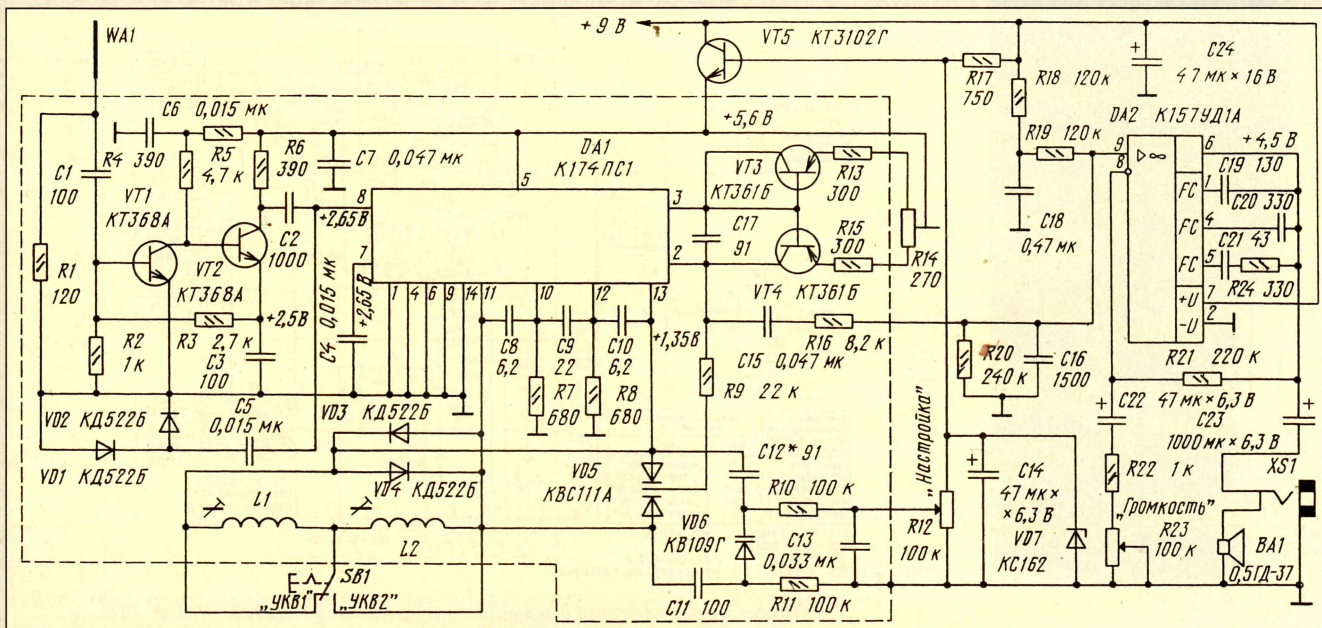 WA1
+9 В
VT5 КТ3102Г
C24
47 мк × 16 В
R17
750
R18 120к
DA2 К157УД1А
C6 0,015 мк
+5,6 В
R19 120к
C1
100
R4
390
R5
4,7 к
R6
390
C7 0,047 мк
DA1
К174ПС1
VT3
КТ361Б
R13
300
9
8
▷∞
6
+4,5 В
C19
130
FC
1
C20 330
FC
4
C21 43
FC
5
R24 330
+U
7
-U
2
VT1
КТ368А
8
+2,65В
5
3
C17
91
R15
300
R14
270
C18
0,47 мк
C2
1000
7
2
VT2
КТ368А
VT4 КТ361Б
R1
120
R2
1 к
R3 2,7 к
+2,5В
C3
100
C4 0,015 мк
+2,65 В
1
4
6
9
14
11
10
12
13
C8
6,2
C9
22
C10
6,2
+1,35В
C15
0,047 мк
R16 8,2 к
R20
240 к
C16
1500
R21 220 к
R7
680
R8
680
R9 22 к
C22
47 мк × 6,3 В
C23
1000 мк × 6,3 В
VD2 КД522Б
C5
0,015 мк
VD3 КД522Б
VD1 КД522Б
VD4 КД522Б
VD5
КВС111А
C12* 91
R10 100 к
„Настройка"
R12
100 к
C14
47 мк ×
× 6,3 В
VD7
КС162
R22 1 к
„Громкость"
R23
100 к
XS1
BA1
0,5ГД-37
L1
L2
VD6
КВ109Г
C13
0,033 мк
SB1
„УКВ1"
„УКВ2"
C11 100
R11 100 к